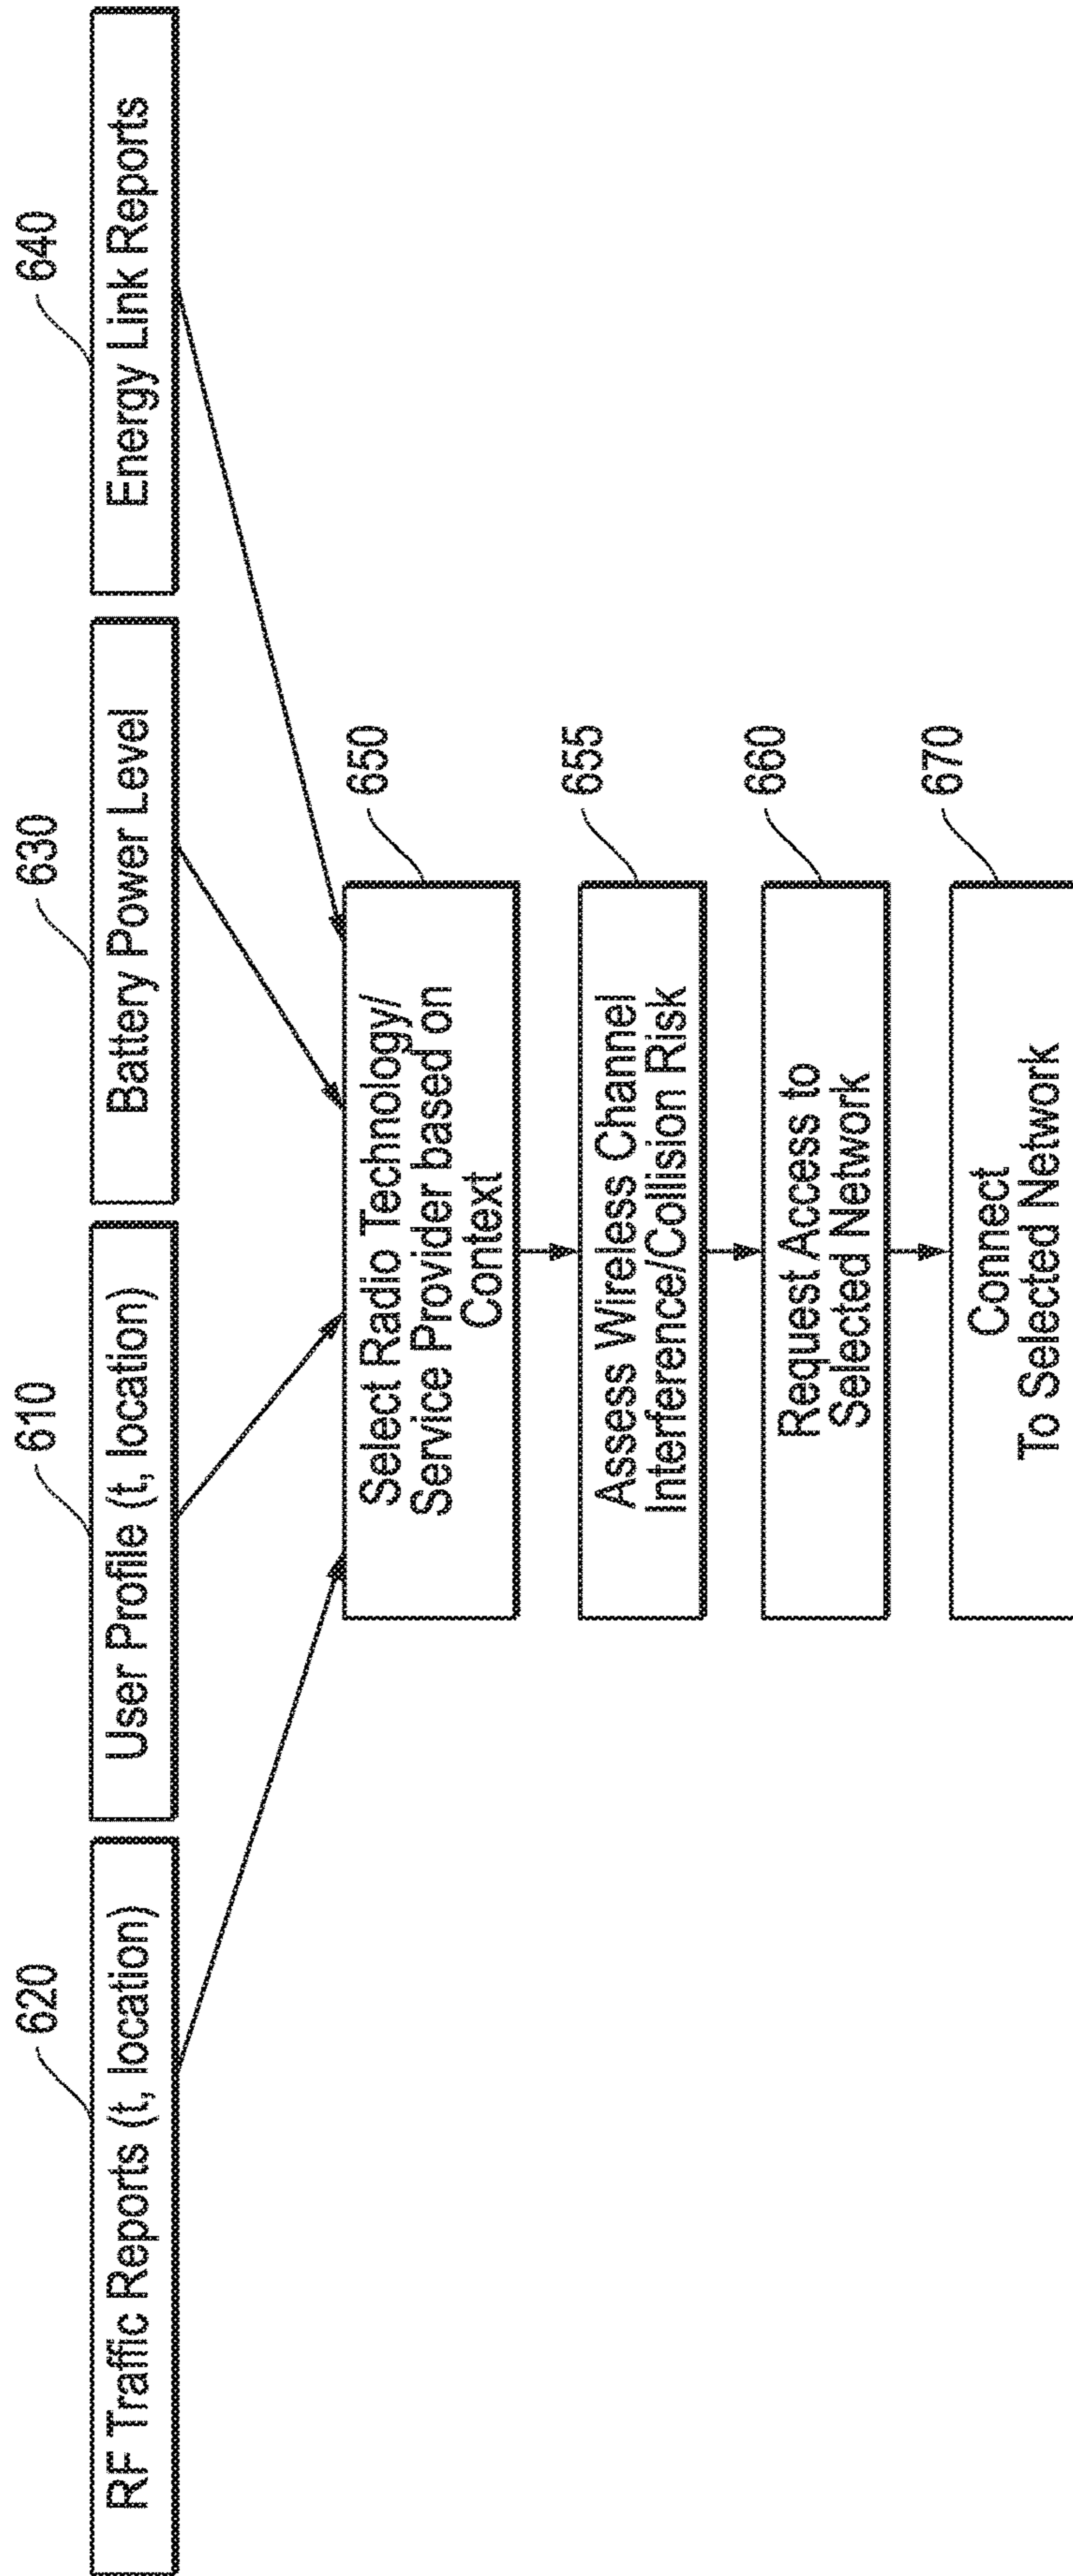 620
610
630
640
RF Traffic Reports (t, location)
User Profile (t, location)
Battery Power Level
Energy Link Reports
650
Select Radio Technology/
Service Provider based on
Context
655
Assess Wireless Channel
Interference/Collision Risk
660
Request Access to
Selected Network
670
Connect
To Selected Network